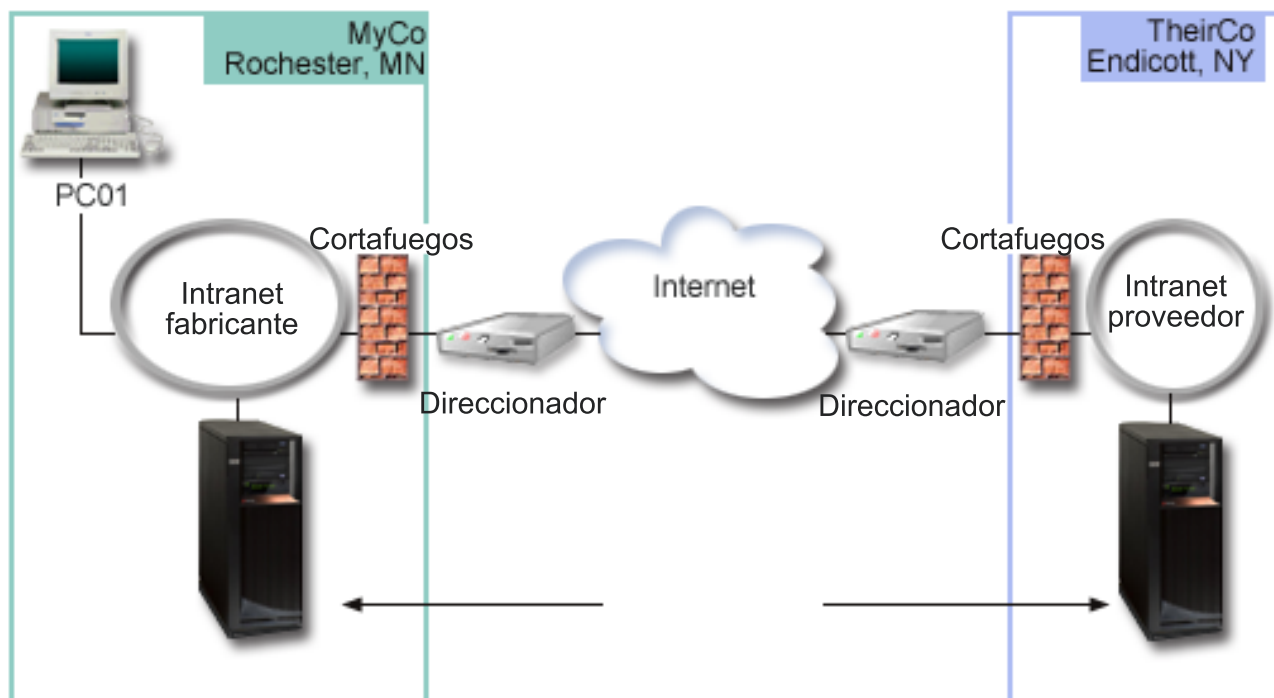 MyCo
Rochester, MN
TheirCo
Endicott, NY
PC01
Cortafuegos
Intranet
fabricante
Internet
Cortafuegos
Intranet
proveedor
Direccionador
Direccionador